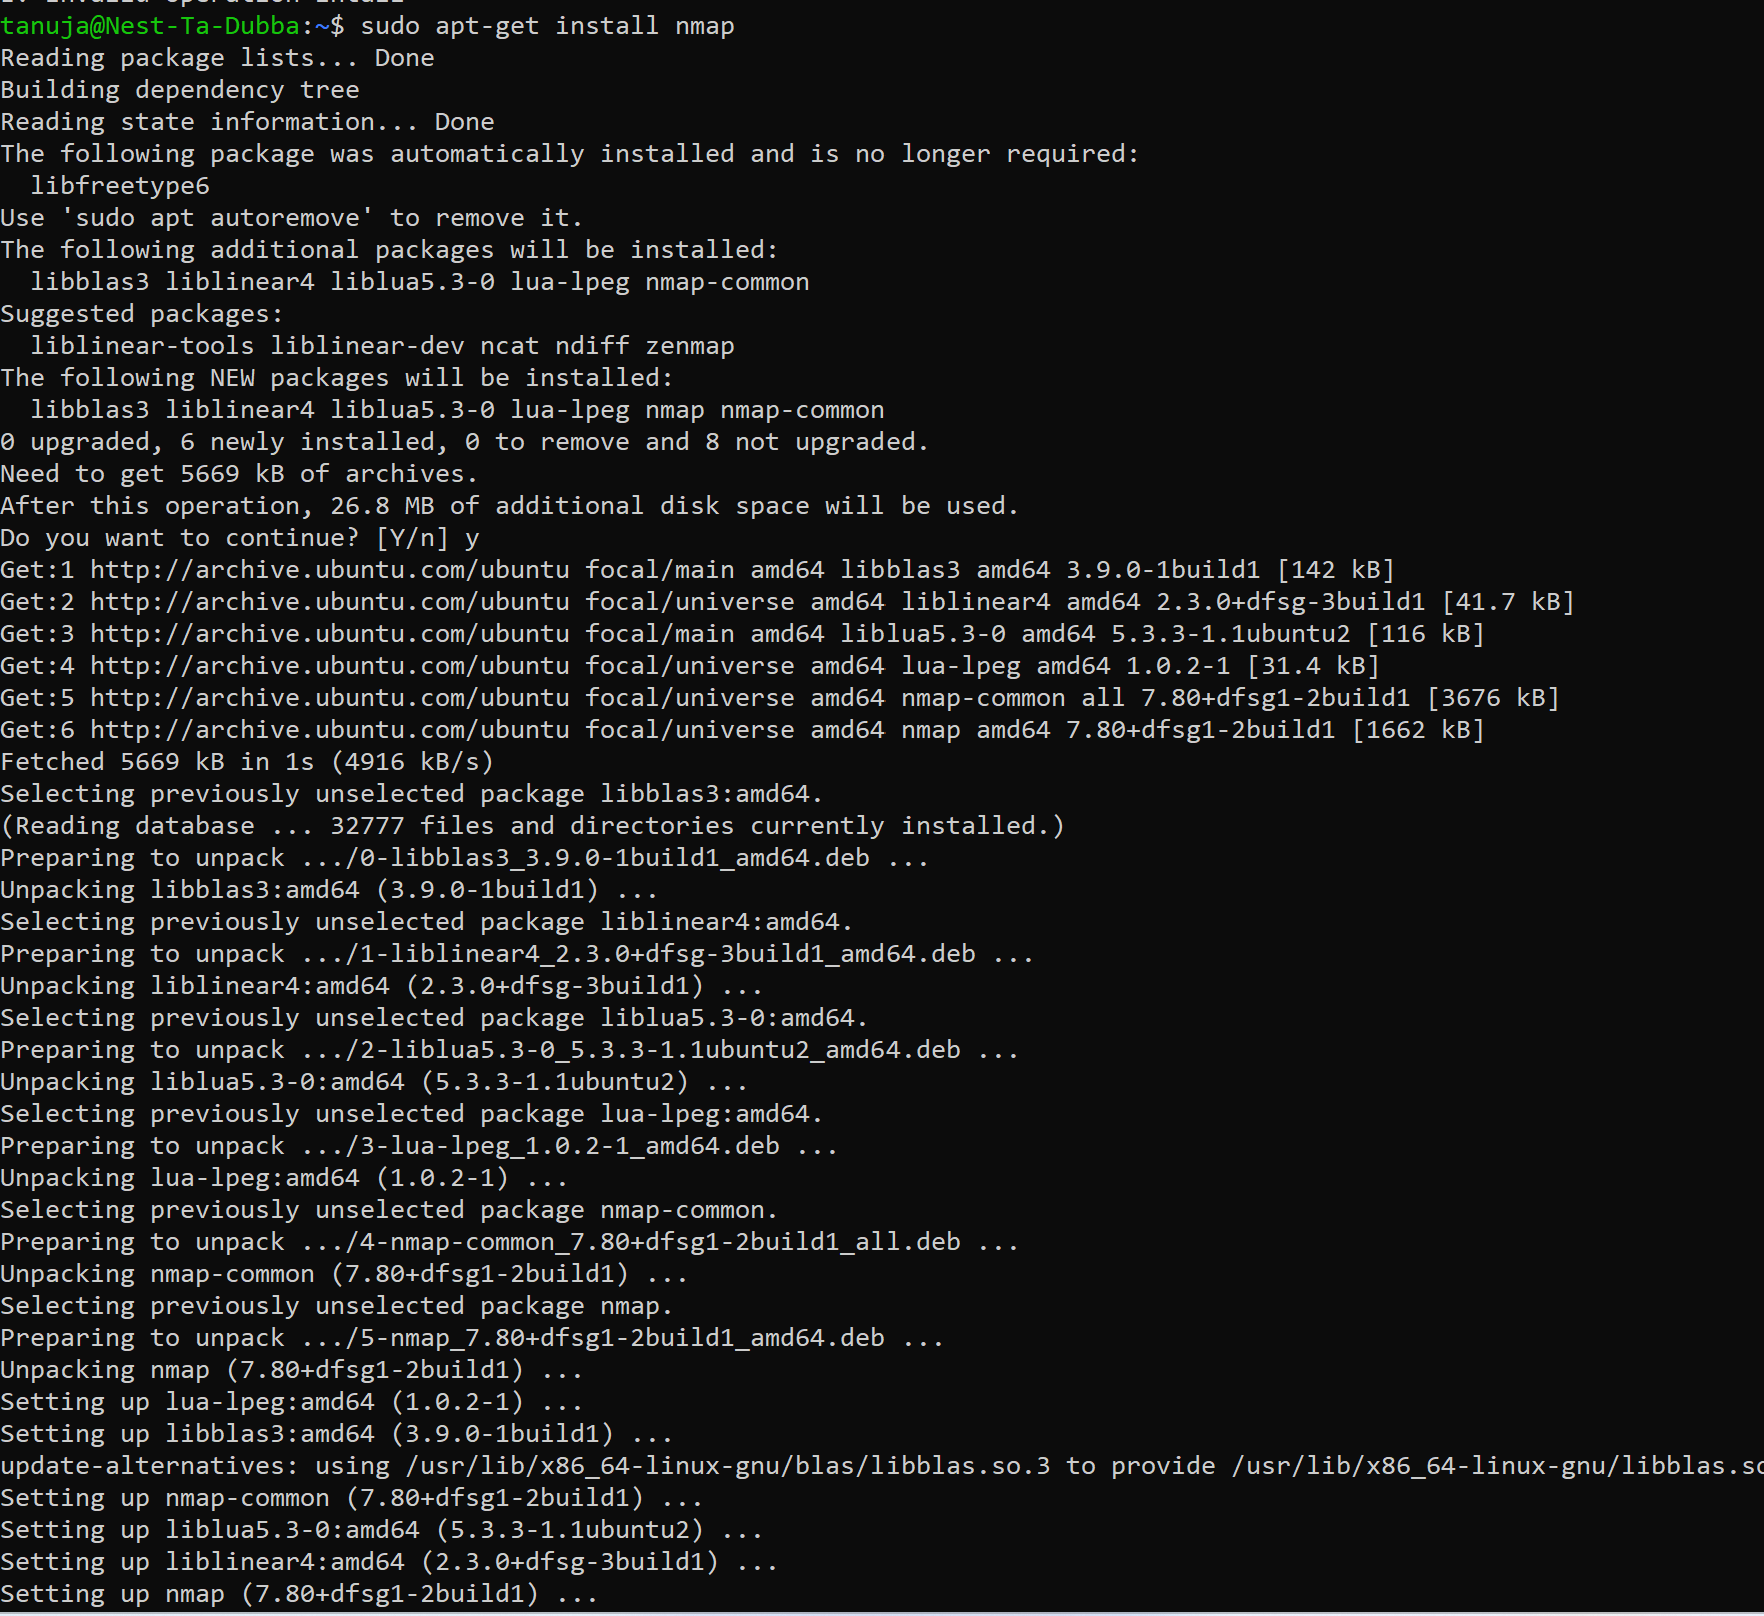 tanuja@Nest-Ta-Dubba:~$ sudo apt-get install nmap
Reading package lists... Done
Building dependency tree
Reading state information... Done
The following package was automatically installed and is no longer required:
  libfreetype6
Use 'sudo apt autoremove' to remove it.
The following additional packages will be installed:
  libblas3 liblinear4 liblua5.3-0 lua-lpeg nmap-common
Suggested packages:
  liblinear-tools liblinear-dev ncat ndiff zenmap
The following NEW packages will be installed:
  libblas3 liblinear4 liblua5.3-0 lua-lpeg nmap nmap-common
0 upgraded, 6 newly installed, 0 to remove and 8 not upgraded.
Need to get 5669 kB of archives.
After this operation, 26.8 MB of additional disk space will be used.
Do you want to continue? [Y/n] y
Get:1 http://archive.ubuntu.com/ubuntu focal/main amd64 libblas3 amd64 3.9.0-1build1 [142 kB]
Get:2 http://archive.ubuntu.com/ubuntu focal/universe amd64 liblinear4 amd64 2.3.0+dfsg-3build1 [41.7 kB]
Get:3 http://archive.ubuntu.com/ubuntu focal/main amd64 liblua5.3-0 amd64 5.3.3-1.1ubuntu2 [116 kB]
Get:4 http://archive.ubuntu.com/ubuntu focal/universe amd64 lua-lpeg amd64 1.0.2-1 [31.4 kB]
Get:5 http://archive.ubuntu.com/ubuntu focal/universe amd64 nmap-common all 7.80+dfsg1-2build1 [3676 kB]
Get:6 http://archive.ubuntu.com/ubuntu focal/universe amd64 nmap amd64 7.80+dfsg1-2build1 [1662 kB]
Fetched 5669 kB in 1s (4916 kB/s)
Selecting previously unselected package libblas3:amd64.
(Reading database ... 32777 files and directories currently installed.)
Preparing to unpack .../0-libblas3_3.9.0-1build1_amd64.deb ...
Unpacking libblas3:amd64 (3.9.0-1build1) ...
Selecting previously unselected package liblinear4:amd64.
Preparing to unpack .../1-liblinear4_2.3.0+dfsg-3build1_amd64.deb ...
Unpacking liblinear4:amd64 (2.3.0+dfsg-3build1) ...
Selecting previously unselected package liblua5.3-0:amd64.
Preparing to unpack .../2-liblua5.3-0_5.3.3-1.1ubuntu2_amd64.deb ...
Unpacking liblua5.3-0:amd64 (5.3.3-1.1ubuntu2) ...
Selecting previously unselected package lua-lpeg:amd64.
Preparing to unpack .../3-lua-lpeg_1.0.2-1_amd64.deb ...
Unpacking lua-lpeg:amd64 (1.0.2-1) ...
Selecting previously unselected package nmap-common.
Preparing to unpack .../4-nmap-common_7.80+dfsg1-2build1_all.deb ...
Unpacking nmap-common (7.80+dfsg1-2build1) ...
Selecting previously unselected package nmap.
Preparing to unpack .../5-nmap_7.80+dfsg1-2build1_amd64.deb ...
Unpacking nmap (7.80+dfsg1-2build1) ...
Setting up lua-lpeg:amd64 (1.0.2-1) ...
Setting up libblas3:amd64 (3.9.0-1build1) ...
update-alternatives: using /usr/lib/x86_64-linux-gnu/blas/libblas.so.3 to provide /usr/lib/x86_64-linux-gnu/libblas.so
Setting up nmap-common (7.80+dfsg1-2build1) ...
Setting up liblua5.3-0:amd64 (5.3.3-1.1ubuntu2) ...
Setting up liblinear4:amd64 (2.3.0+dfsg-3build1) ...
Setting up nmap (7.80+dfsg1-2build1) ...